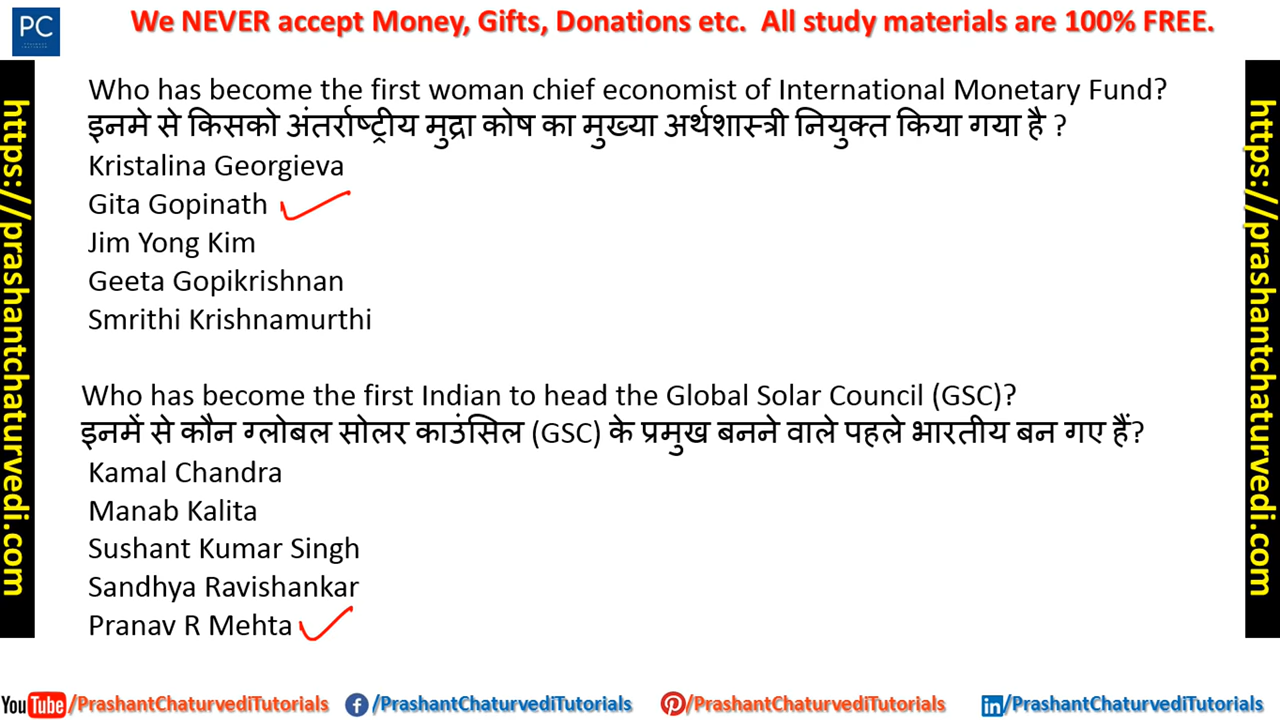 PC
We NEVER accept Money, Gifts, Donations etc. All study materials are 100% FREE.
https://prashantchaturvedi.com
https://prashantchaturvedi.com
Who has become the first woman chief economist of International Monetary Fund?
इनमे से किसको अंतर्राष्ट्रीय मुद्रा कोष का मुख्या अर्थशास्त्री नियुक्त किया गया है ?
Kristalina Georgieva
Gita Gopinath
Jim Yong Kim
Geeta Gopikrishnan
Smrithi Krishnamurthi
Who has become the first Indian to head the Global Solar Council (GSC)?
इनमें से कौन ग्लोबल सोलर काउंसिल (GSC) के प्रमुख बनने वाले पहले भारतीय बन गए हैं?
Kamal Chandra
Manab Kalita
Sushant Kumar Singh
Sandhya Ravishankar
Pranav R Mehta
YouTube/PrashantChaturvediTutorials f/PrashantChaturvediTutorials /PrashantChaturvediTutorials in/PrashantChaturvediTutorials